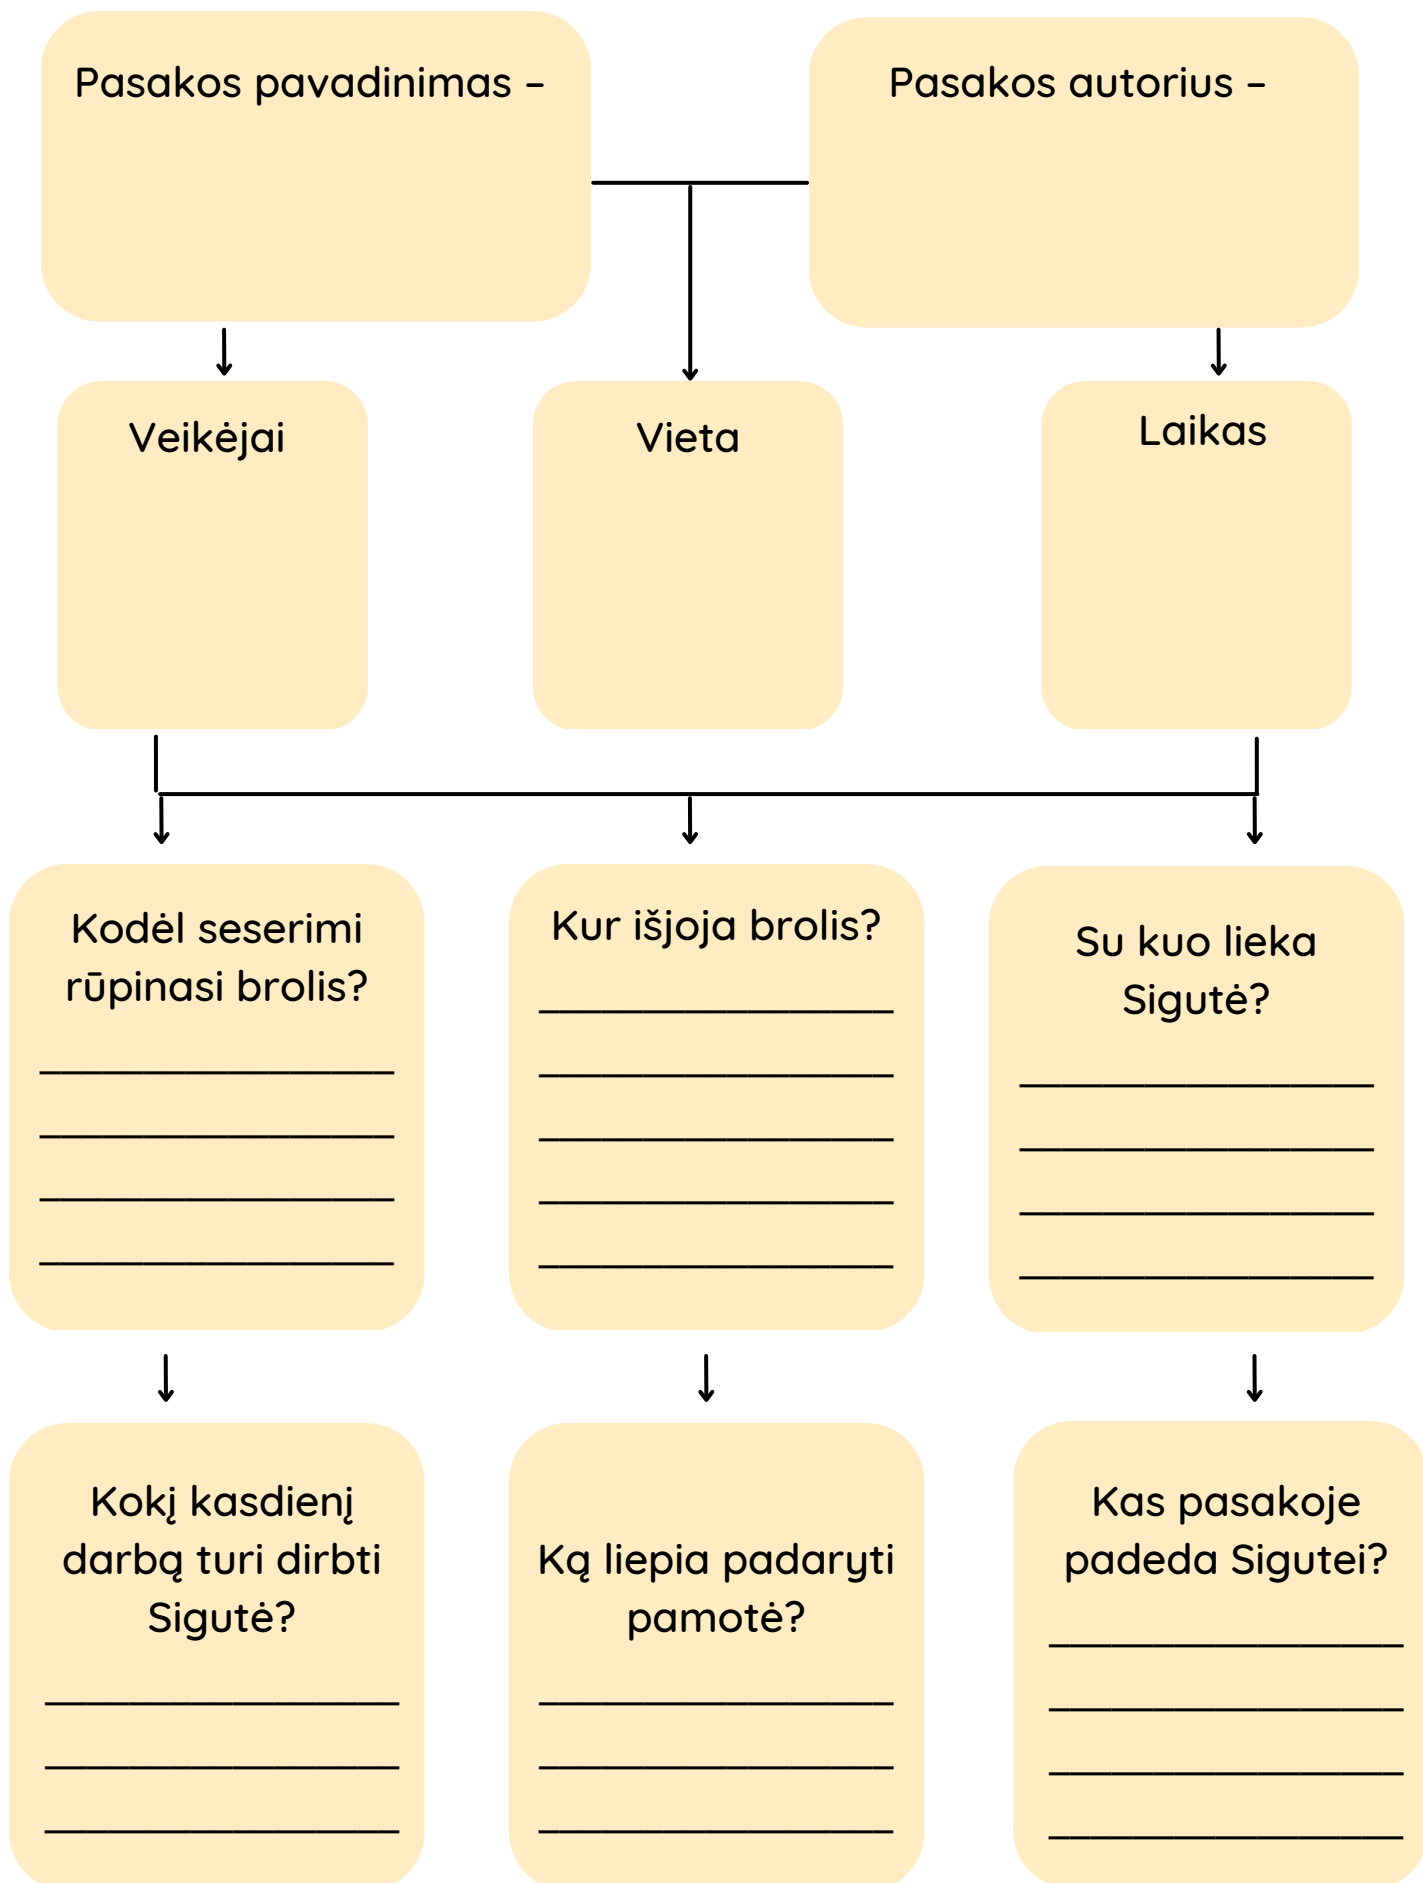 Pasakos pavadinimas –
Pasakos autorius –
Veikėjai
Vieta
Laikas
Kodėl seserimi
rūpinasi brolis?
Kur išjoja brolis?
Su kuo lieka
Sigutė?
Kokį kasdienį
darbą turi dirbti
Sigutė?
Ką liepia padaryti
pamotė?
Kas pasakoje
padeda Sigutei?